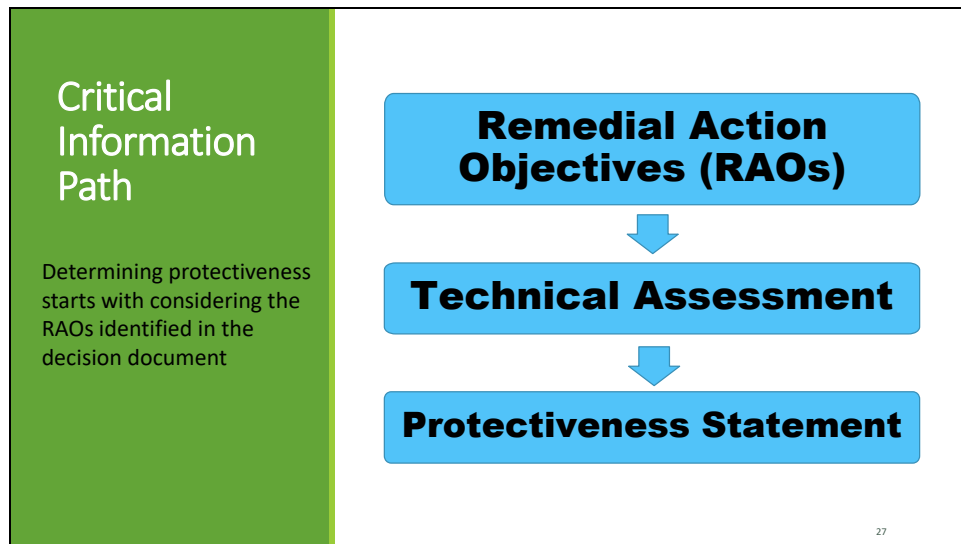 Critical
Information
Path
Determining protectiveness
starts with considering the
RAOs identified in the
decision document
Remedial Action
Objectives (RAOs)
Technical Assessment
Protectiveness Statement
27